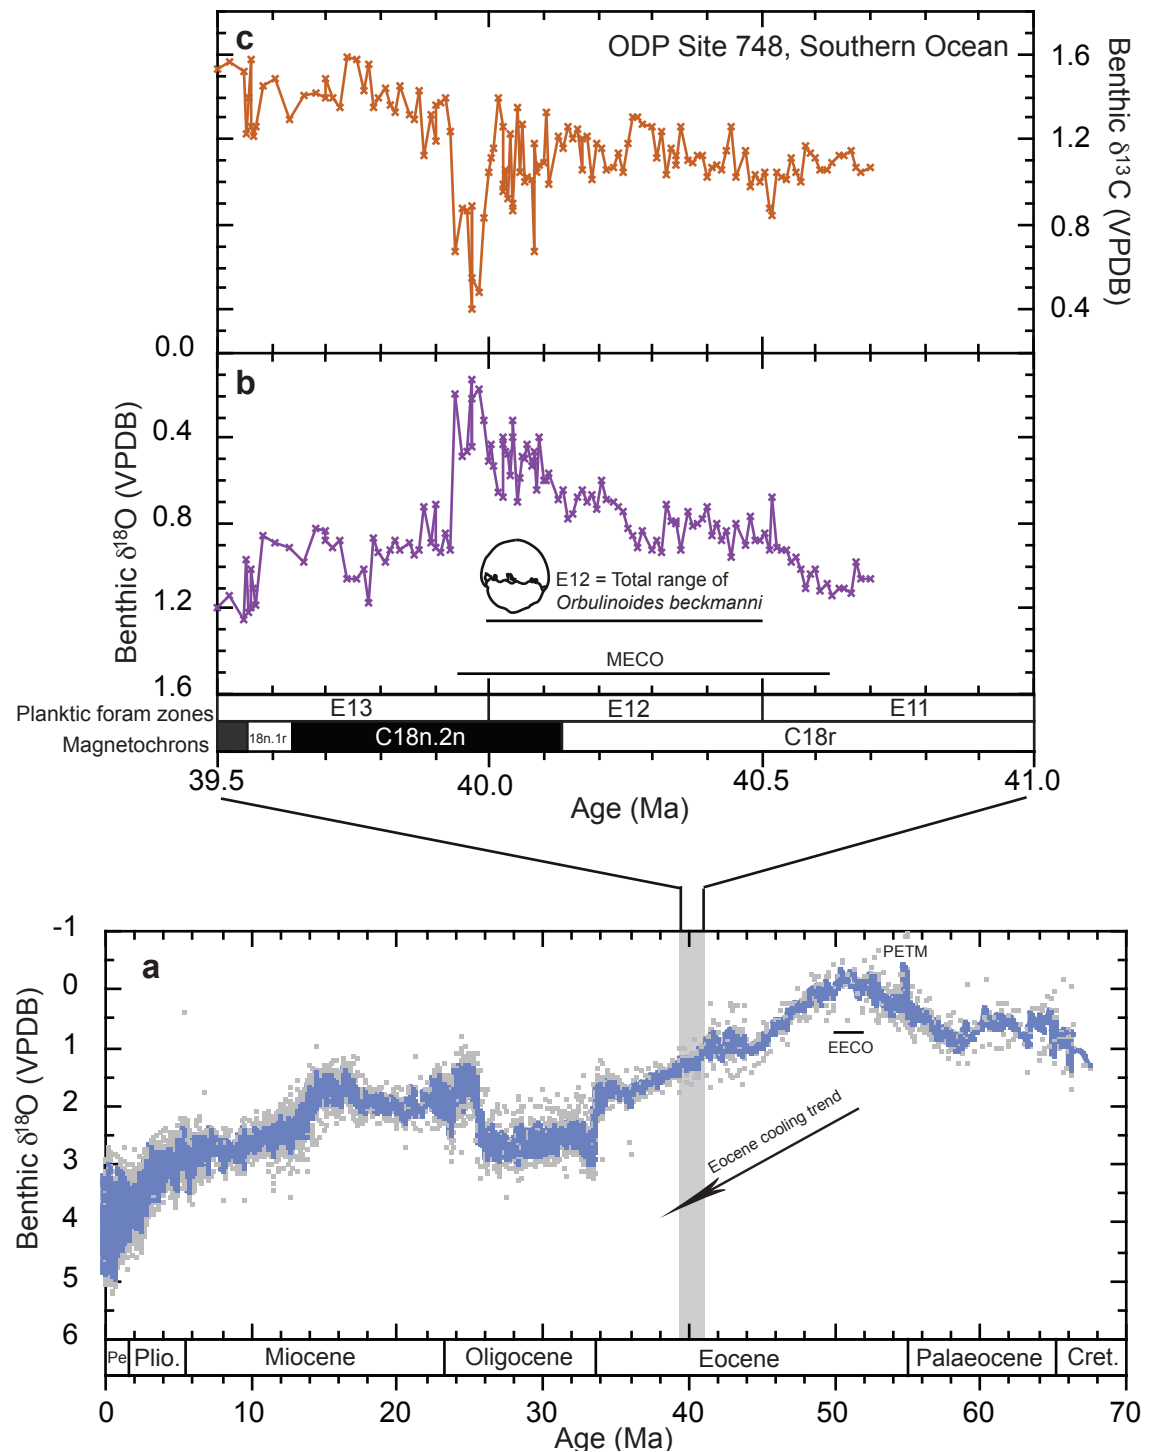 c
ODP Site 748, Southern Ocean
1.6
1.2
0.8
0.4
Benthic δ13C (VPDB)
0.0
b
0.4
0.8
1.2
1.6
Benthic δ18O (VPDB)
E12 = Total range of
Orbulinoides beckmanni
MECO
Planktic foram zones
E13
E12
E11
Magnetochrons
18n.1r
C18n.2n
C18r
39.5
40.0
40.5
41.0
Age (Ma)
-1
a
PETM
0
1
EECO
2
3
4
5
6
Benthic δ18O (VPDB)
Eocene cooling trend
Pe
Plio.
Miocene
Oligocene
Eocene
Palaeocene
Cret.
0
10
20
30
40
50
60
70
Age (Ma)